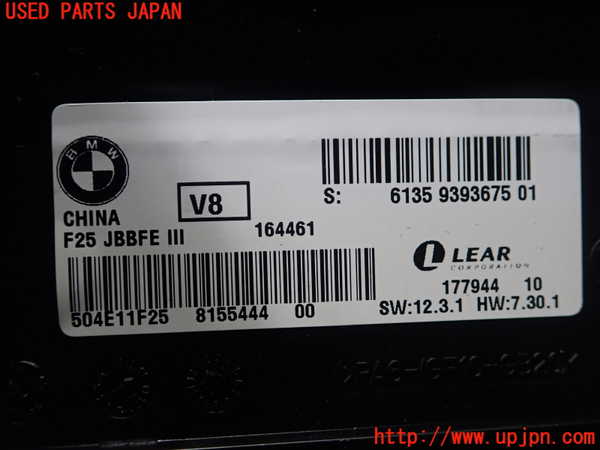 USED PARTS JAPAN
BMW
CHINA
V8
S: 6135 9393675 01
F25 JBBFE III 164461
LEAR
CORPORATION
504E11F25 8155444 00
177944 10
SW:12.3.1 HW:7.30.1
http://www.upjpn.com/